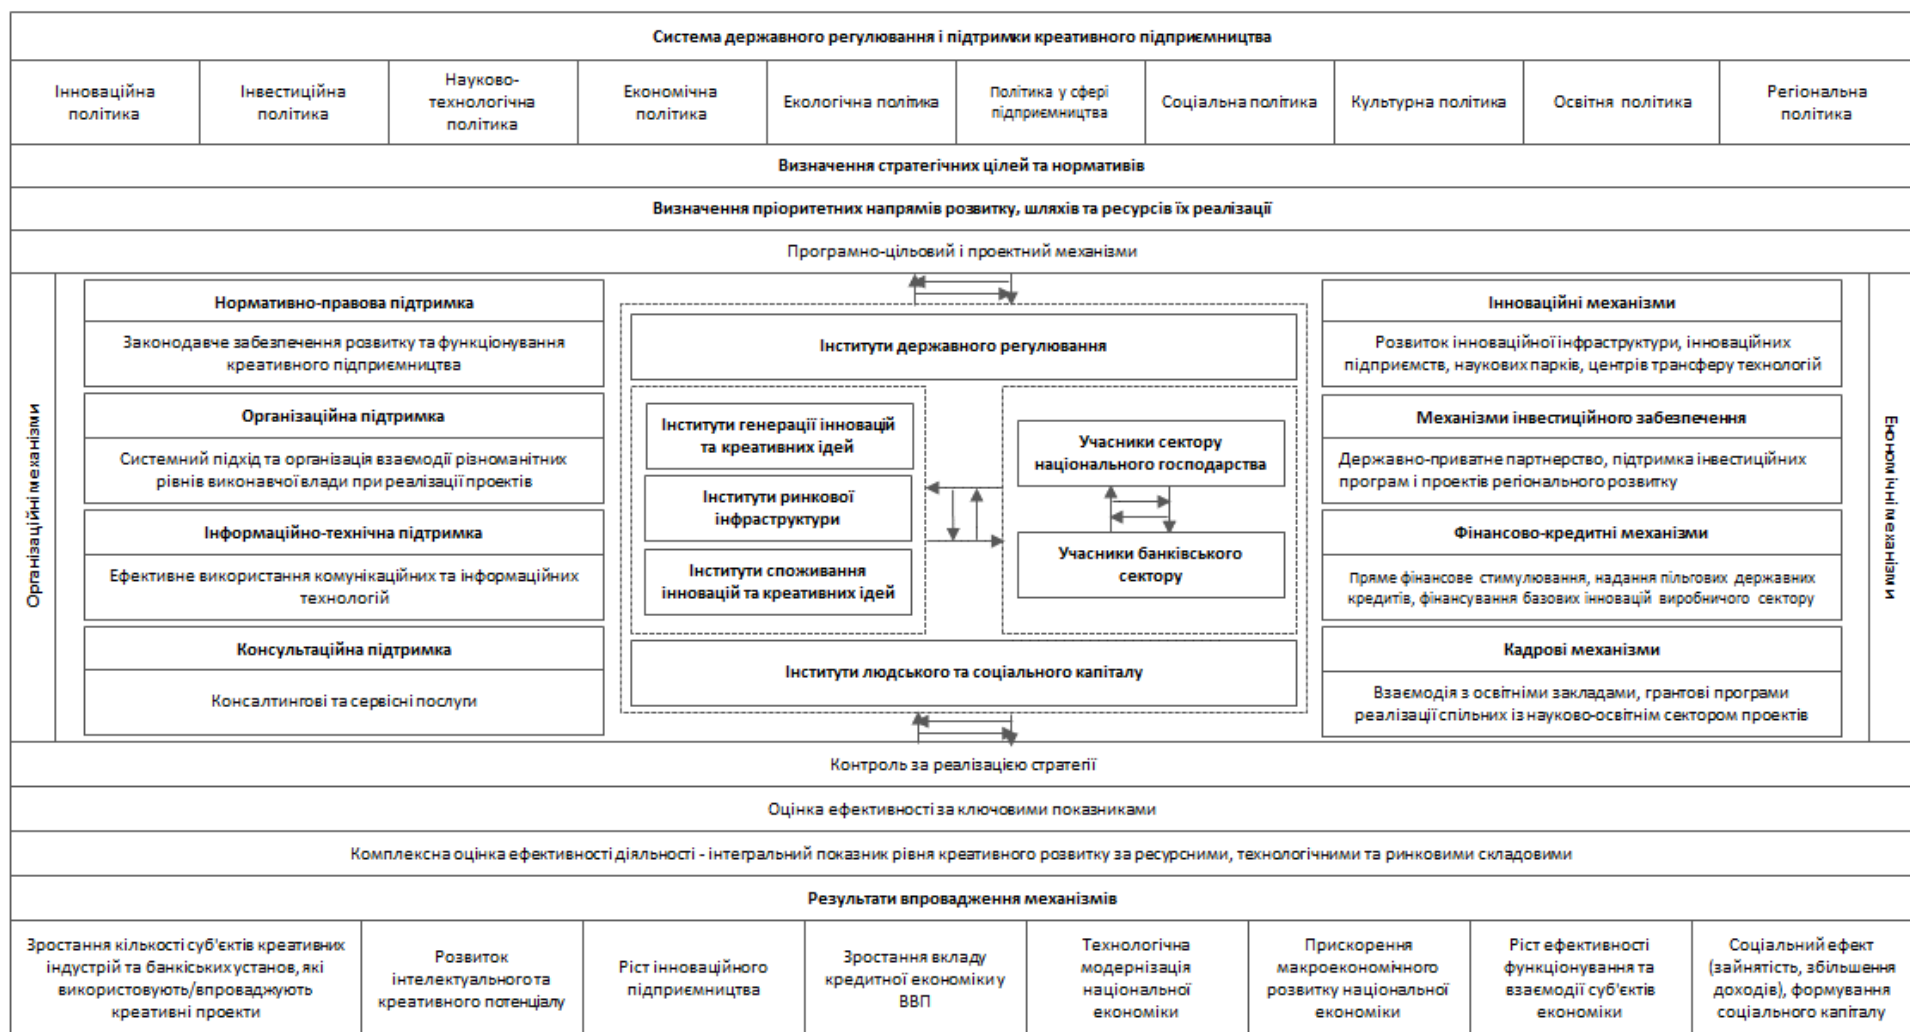 Система державного регулювання і підтримки креативного підприємництва
Інноваційна
політика
Інвестиційна
політика
Науково-
технологічна
політика
Економічна
політика
Екологічна політика
Політика у сфері
підприємництва
Соціальна політика
Культурна політика
Освітня політика
Регіональна
політика
Визначення стратегічних цілей та нормативів
Визначення пріоритетних напрямів розвитку, шляхів та ресурсів їх реалізації
Програмно-цільовий і проектний механізми
Організаційні механізми
Нормативно-правова підтримка
Законодавче забезпечення розвитку та функціонування
креативного підприємництва
Організаційна підтримка
Системний підхід та організація взаємодії різноманітних
рівнів виконавчої влади при реалізації проектів
Інформаційно-технічна підтримка
Ефективне використання комунікаційних та інформаційних
технологій
Консультаційна підтримка
Консалтингові та сервісні послуги
Інститути державного регулювання
Інститути генерації інновацій
та креативних ідей
Інститути ринкової
інфраструктури
Інститути споживання
інновацій та креативних ідей
Учасники сектору
національного господарства
Учасники банківського
сектору
Інститути людського та соціального капіталу
Інноваційні механізми
Розвиток інноваційної інфраструктури, інноваційних
підприємств, наукових парків, центрів трансферу технологій
Механізми інвестиційного забезпечення
Державно-приватне партнерство, підтримка інвестиційних
програм і проектів регіонального розвитку
Фінансово-кредитні механізми
Пряме фінансове стимулювання, надання пільгових державних
кредитів, фінансування базових інновацій виробничого сектору
Кадрові механізми
Взаємодія з освітніми закладами, грантові програми
реалізації спільних із науково-освітнім сектором проектів
Економічні механізми
Контроль за реалізацією стратегії
Оцінка ефективності за ключовими показниками
Комплексна оцінка ефективності діяльності - інтегральний показник рівня креативного розвитку за ресурсними, технологічними та ринковими складовими
Результати впровадження механізмів
Зростання кількості суб'єктів креативних
індустрій та банкіських установ, які
використовують/впроваджують
креативні проекти
Розвиток
інтелектуального та
креативного потенціалу
Ріст інноваційного
підприємництва
Зростання вкладу
кредитної економіки у
ВВП
Технологічна
модернізація
національної
економіки
Прискорення
макроекономічного
розвитку національної
економіки
Ріст ефективності
функціонування та
взаємодії суб'єктів
економіки
Соціальний ефект
(зайнятість, збільшення
доходів), формування
соціального капіталу